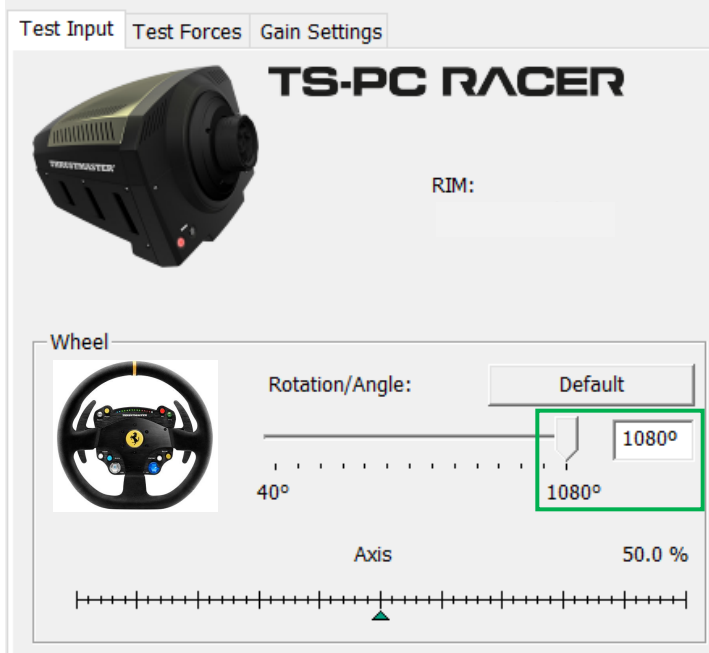 Test Input Test Forces Gain Settings
TS-PC RACER
THRUSTMASTER
RIM:
Wheel
Rotation/Angle: Default
1080º
40º 1080º
Axis 50.0 %